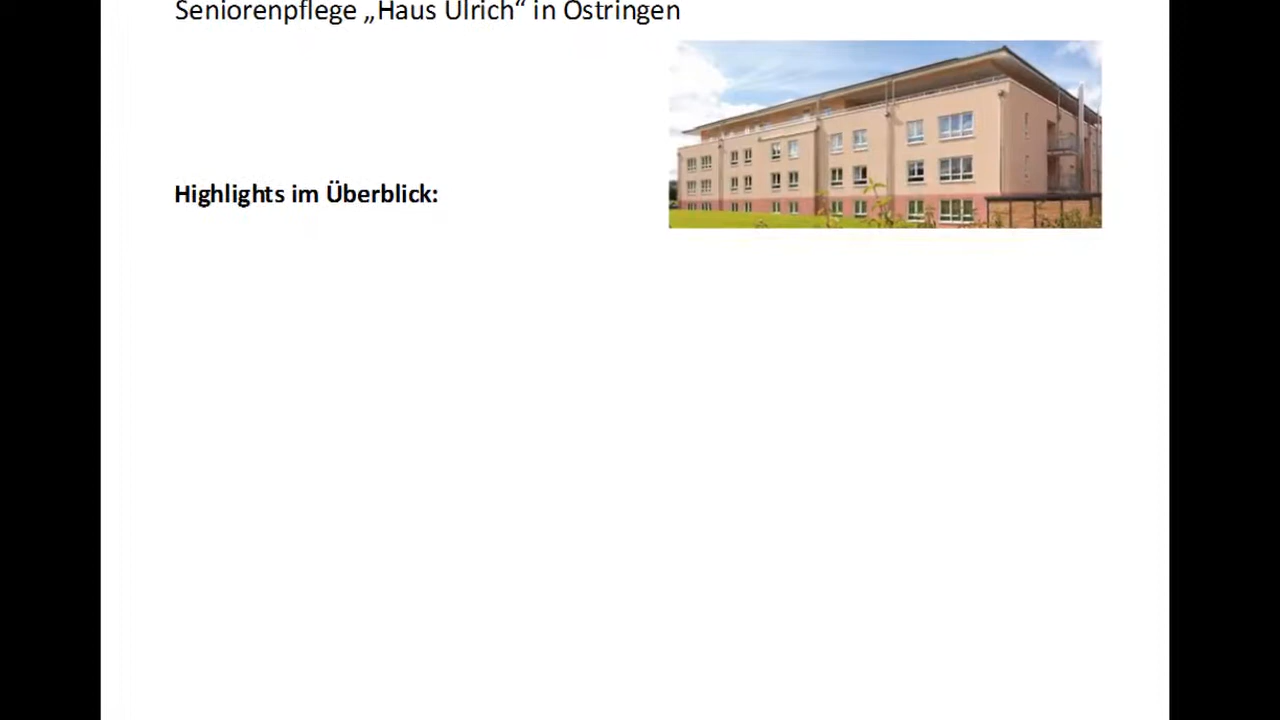 Seniorenpflege „Haus Ulrich“ in Östringen
Highlights im Überblick: